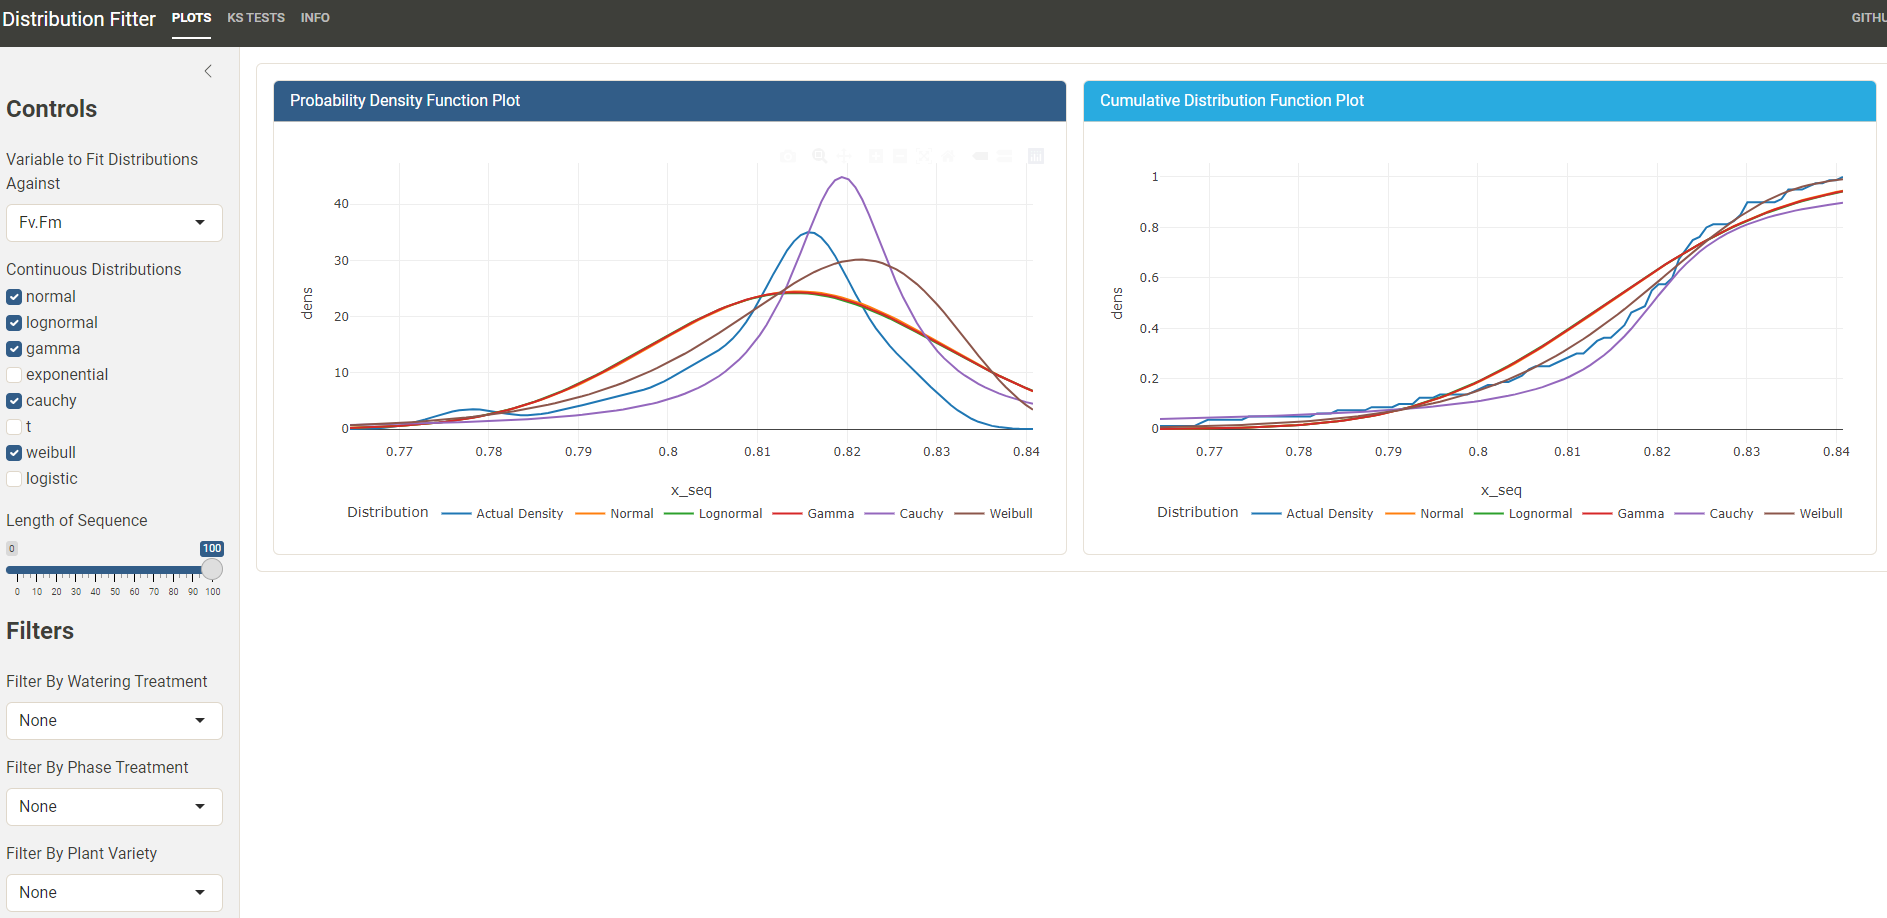 Distribution Fitter PLOTS KS TESTS INFO GITHU
Controls
Variable to Fit Distributions
Against
Fv.Fm
Continuous Distributions
normal
lognormal
gamma
exponential
cauchy
t
weibull
logistic
Length of Sequence
0 100
0 10 20 30 40 50 60 70 80 90 100
Filters
Filter By Watering Treatment
None
Filter By Phase Treatment
None
Filter By Plant Variety
None
Probability Density Function Plot
40
30
20
10
0
dens
0.77 0.78 0.79 0.8 0.81 0.82 0.83 0.84
x_seq
Distribution Actual Density Normal Lognormal Gamma Cauchy Weibull
Cumulative Distribution Function Plot
1
0.8
0.6
0.4
0.2
0
dens
0.77 0.78 0.79 0.8 0.81 0.82 0.83 0.84
x_seq
Distribution Actual Density Normal Lognormal Gamma Cauchy Weibull